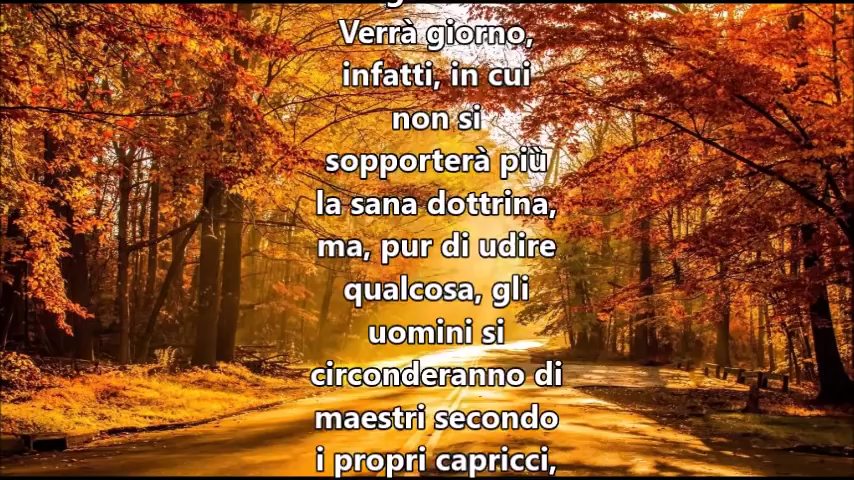 Verrà giorno,
infatti, in cui
non si
sopporterà più
la sana dottrina,
ma, pur di udire
qualcosa, gli
uomini si
circonderanno di
maestri secondo
i propri capricci,